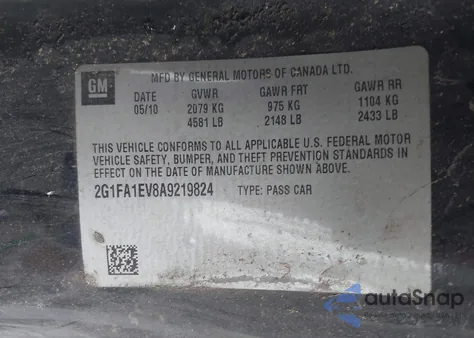 GM
MFD BY GENERAL MOTORS OF CANADA LTD.
DATE GVWR GAWR FRT GAWR RR
05/10 2079 KG 975 KG 1104 KG
4581 LB 2148 LB 2433 LB
THIS VEHICLE CONFORMS TO ALL APPLICABLE U.S. FEDERAL MOTOR
VEHICLE SAFETY, BUMPER, AND THEFT PREVENTION STANDARDS IN
EFFECT ON THE DATE OF MANUFACTURE SHOWN ABOVE.
2G1FA1EV8A9219824 TYPE: PASS CAR
autoSnap